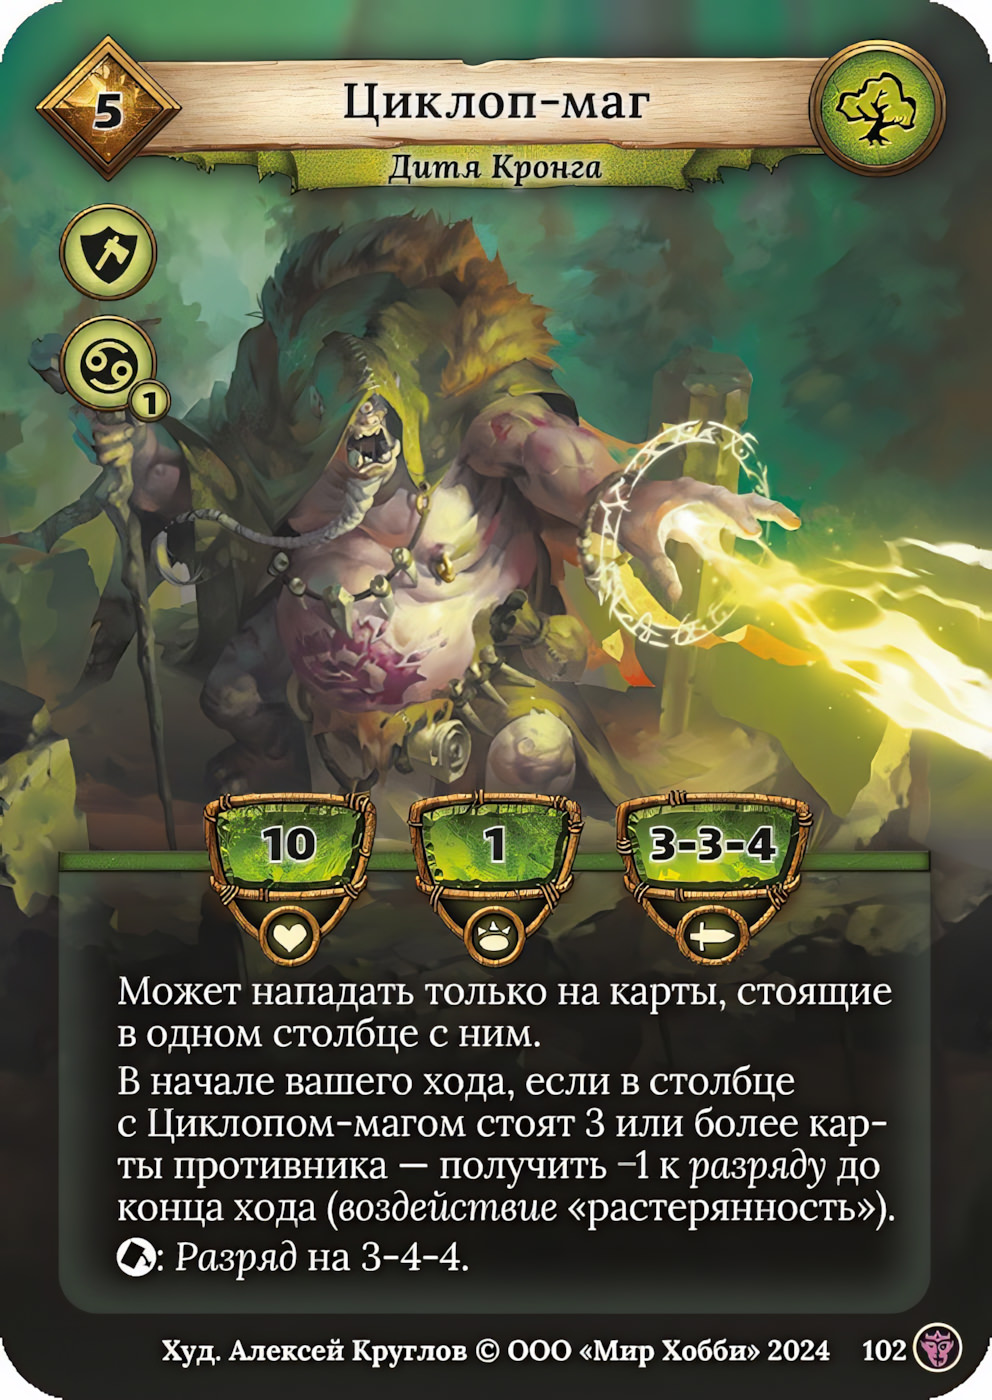 5
Циклоп-маг
Дитя Кронга
1
10
1
3-3-4
Может нападать только на карты, стоящие
в одном столбце с ним.
В начале вашего хода, если в столбце
с Циклопом-магом стоят 3 или более кар-
ты противника — получить –1 к разряду до
конца хода (воздействие «растерянность»).
: Разряд на 3-4-4.
Худ. Алексей Круглов © ООО «Мир Хобби» 2024 102